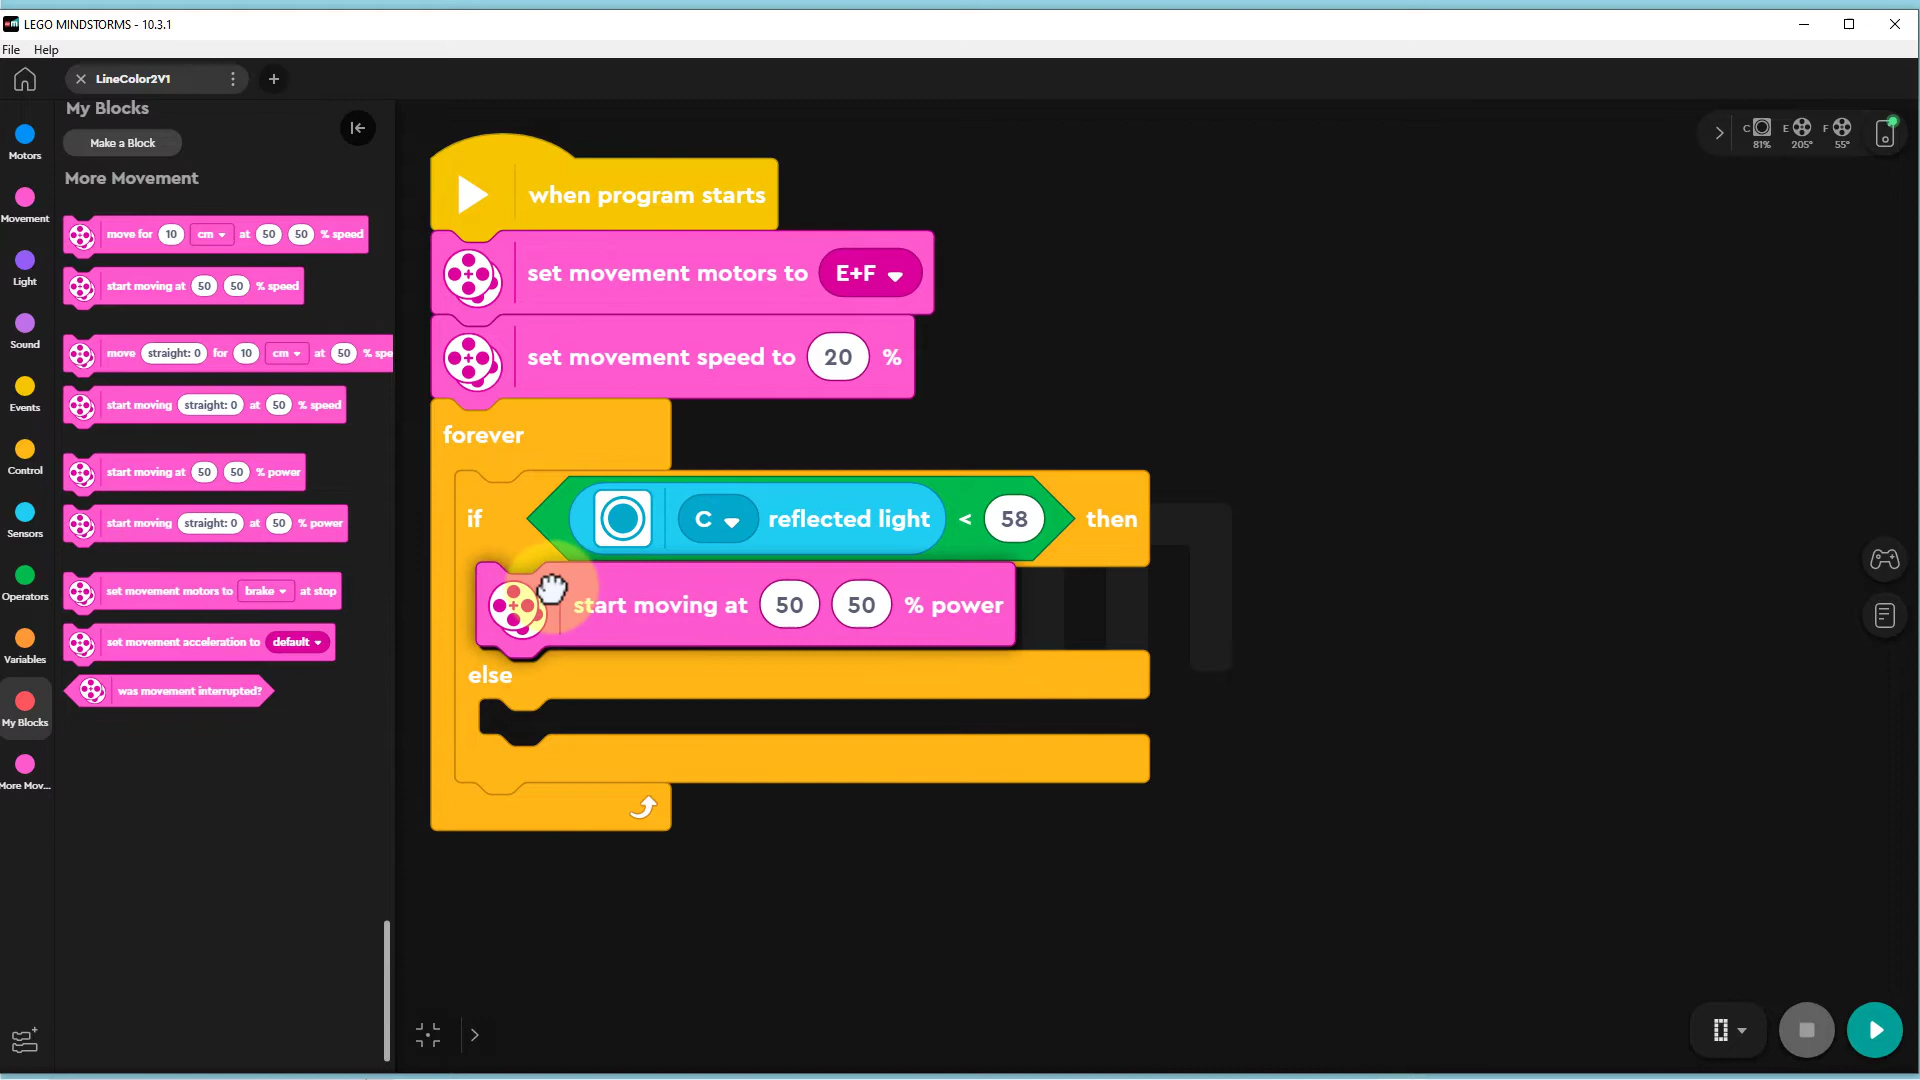 LEGO MINDSTORMS - 10.3.1
File Help
LineColor2V1
My Blocks
Make a Block
More Movement
move for 10 cm at 50 50 % speed
start moving at 50 50 % speed
move straight: 0 for 10 cm at 50 % spe
start moving straight: 0 at 50 % speed
start moving at 50 50 % power
start moving straight: 0 at 50 % power
set movement motors to brake at stop
set movement acceleration to default
was movement interrupted?
Motors
Movement
Light
Sound
Events
Control
Sensors
Operators
Variables
My Blocks
More Mov...
when program starts
set movement motors to E+F
set movement speed to 20 %
forever
if C reflected light < 58 then
start moving at 50 50 % power
else
C E F
81% 205° 55°
0